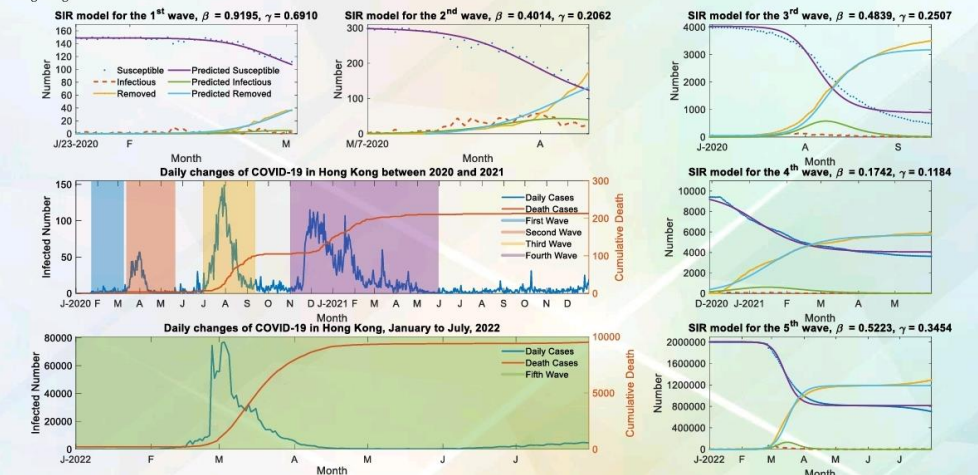 SIR model for the 1st wave, β = 0.9195, γ = 0.6910
Number
160
140
120
100
80
60
40
20
0
Susceptible
Infectious
Removed
Predicted Susceptible
Predicted Infectious
Predicted Removed
J/23-2020 F M
Month
SIR model for the 2nd wave, β = 0.4014, γ = 0.2062
Number
300
200
100
0
M/7-2020 A
Month
SIR model for the 3rd wave, β = 0.4839, γ = 0.2507
Number
4000
3000
2000
1000
0
J-2020 A S
Month
Daily changes of COVID-19 in Hong Kong between 2020 and 2021
Infected Number
150
100
50
0
Daily Cases
Death Cases
First Wave
Second Wave
Third Wave
Fourth Wave
300
200
100
0
Cumulative Death
J-2020 F M A M J J A S O N D J-2021 F M A M J J A S O N D
Month
SIR model for the 4th wave, β = 0.1742, γ = 0.1184
Number
10000
8000
6000
4000
2000
0
D-2020 J-2021 F M A M
Month
Daily changes of COVID-19 in Hong Kong, January to July, 2022
Infected Number
80000
60000
40000
20000
0
Daily Cases
Death Cases
Fifth Wave
10000
5000
0
Cumulative Death
J-2022 F M A M J J
Month
SIR model for the 5th wave, β = 0.5223, γ = 0.3454
Number
2000000
1600000
1200000
800000
400000
0
J-2022 F M A M J J
Month